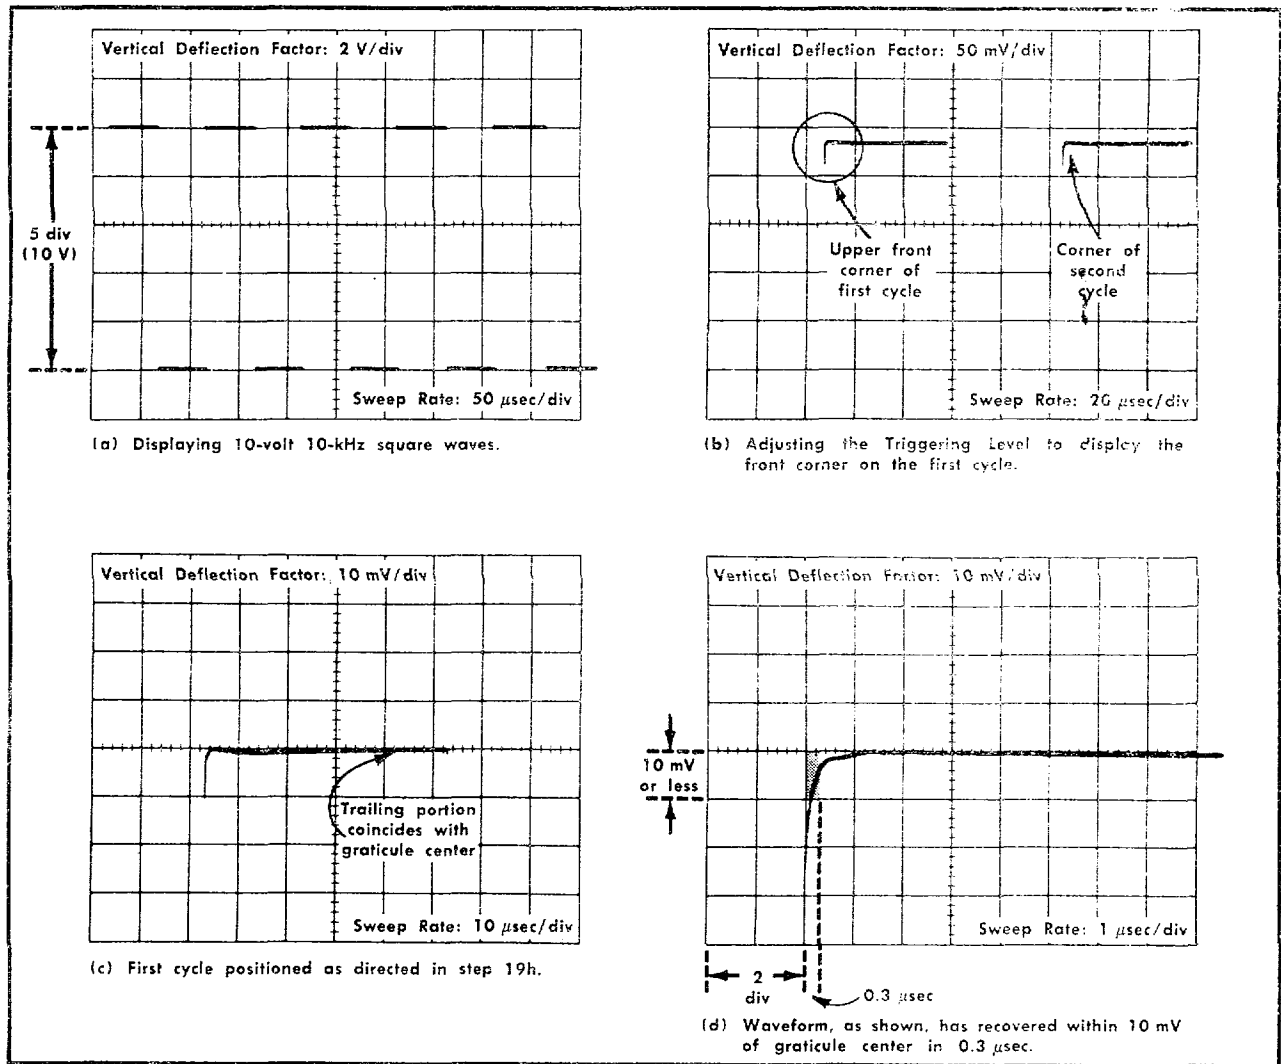 Vertical Deflection Factor: 2 V/div
5 div
(10 V)
Sweep Rate: 50 μsec/div
(a) Displaying 10-volt 10-kHz square waves.
Vertical Deflection Factor: 50 mV/div
Upper front
corner of
first cycle
Corner of
second
cycle
Sweep Rate: 20 μsec/div
(b) Adjusting the Triggering Level to display the
front corner on the first cycle.
Vertical Deflection Factor: 10 mV/div
Trailing portion
coincides with
graticule center
Sweep Rate: 10 μsec/div
(c) First cycle positioned as directed in step 19h.
Vertical Deflection Factor: 10 mV/div
10 mV
or less
Sweep Rate: 1 μsec/div
2
div
0.3 μsec
(d) Waveform, as shown, has recovered within 10 mV
of graticule center in 0.3 μsec.